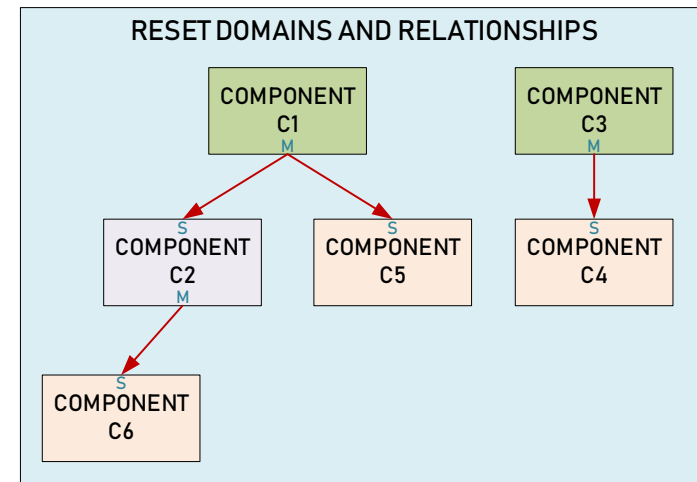 RESET DOMAINS AND RELATIONSHIPS
COMPONENT
C1
M
COMPONENT
C3
M
S
COMPONENT
C2
M
S
COMPONENT
C5
S
COMPONENT
C4
S
COMPONENT
C6